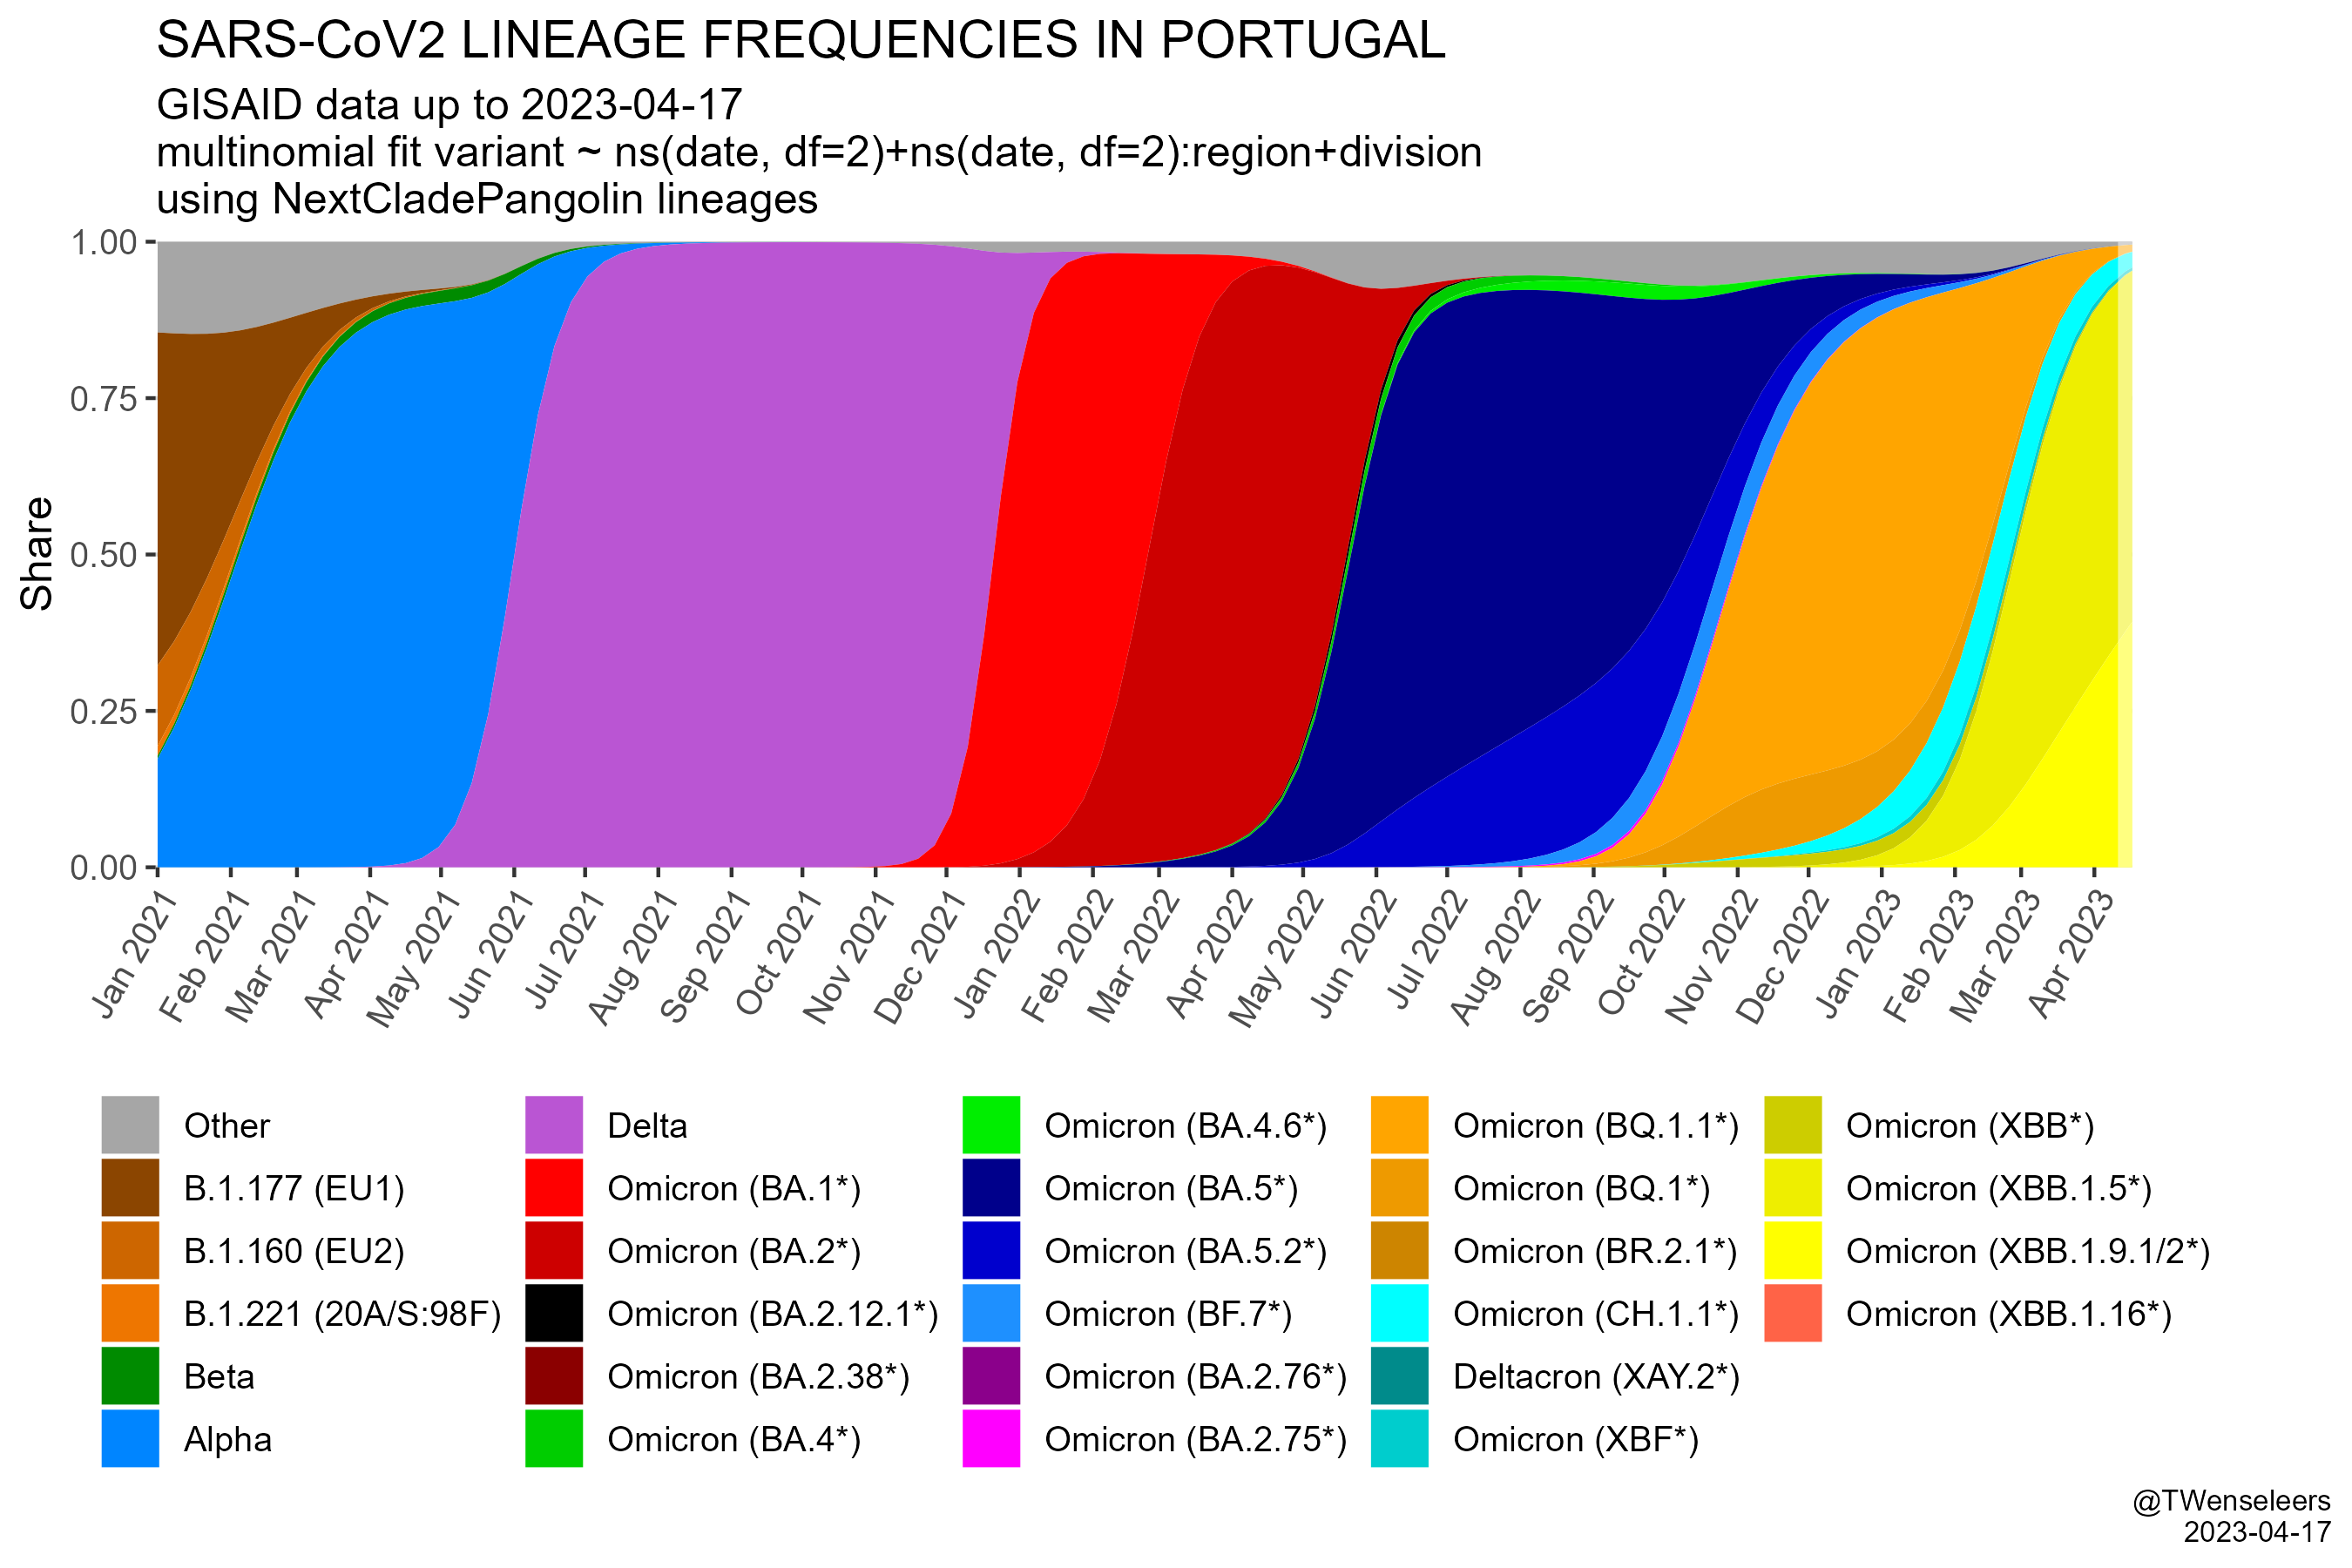 SARS-CoV2 LINEAGE FREQUENCIES IN PORTUGAL
GISAID data up to 2023-04-17
multinomial fit variant ~ ns(date, df=2)+ns(date, df=2):region+division
using NextCladePangolin lineages
Share
1.00
0.75
0.50
0.25
0.00
Jan 2021
Feb 2021
Mar 2021
Apr 2021
May 2021
Jun 2021
Jul 2021
Aug 2021
Sep 2021
Oct 2021
Nov 2021
Dec 2021
Jan 2022
Feb 2022
Mar 2022
Apr 2022
May 2022
Jun 2022
Jul 2022
Aug 2022
Sep 2022
Oct 2022
Nov 2022
Dec 2022
Jan 2023
Feb 2023
Mar 2023
Apr 2023
Other
B.1.177 (EU1)
B.1.160 (EU2)
B.1.221 (20A/S:98F)
Beta
Alpha
Delta
Omicron (BA.1*)
Omicron (BA.2*)
Omicron (BA.2.12.1*)
Omicron (BA.2.38*)
Omicron (BA.4*)
Omicron (BA.4.6*)
Omicron (BA.5*)
Omicron (BA.5.2*)
Omicron (BF.7*)
Omicron (BA.2.76*)
Omicron (BA.2.75*)
Omicron (BQ.1.1*)
Omicron (BQ.1*)
Omicron (BR.2.1*)
Omicron (CH.1.1*)
Deltacron (XAY.2*)
Omicron (XBF*)
Omicron (XBB*)
Omicron (XBB.1.5*)
Omicron (XBB.1.9.1/2*)
Omicron (XBB.1.16*)
@TWenseleers
2023-04-17